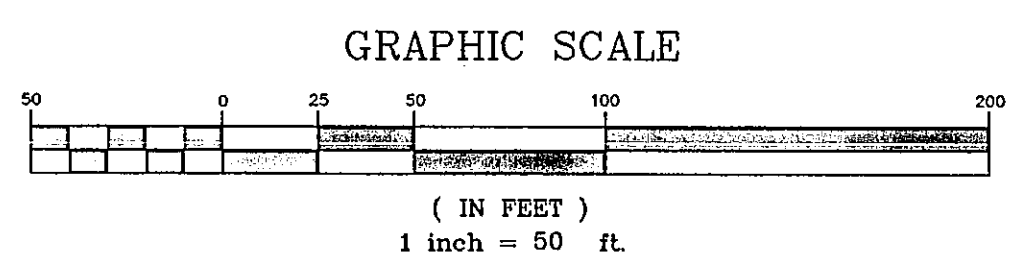 GRAPHIC SCALE
50 0 25 50 100 200
( IN FEET )
1 inch = 50 ft.